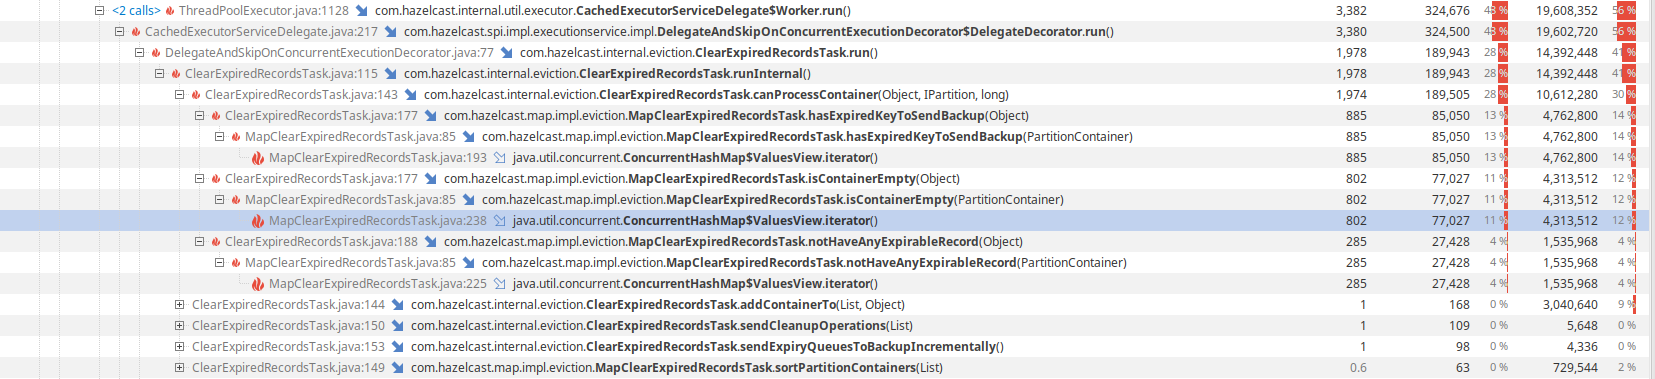 <2 calls> ThreadPoolExecutor.java:1128 com.hazelcast.internal.util.executor.CachedExecutorServiceDelegate$Worker.run() 3,382 324,676 43 % 19,608,352 56 %
CachedExecutorServiceDelegate.java:217 com.hazelcast.spi.impl.executionservice.impl.DelegateAndSkipOnConcurrentExecutionDecorator$DelegateDecorator.run() 3,380 324,500 43 % 19,602,720 56 %
DelegateAndSkipOnConcurrentExecutionDecorator.java:77 com.hazelcast.internal.eviction.ClearExpiredRecordsTask.run() 1,978 189,943 28 % 14,392,448 41 %
ClearExpiredRecordsTask.java:115 com.hazelcast.internal.eviction.ClearExpiredRecordsTask.runInternal() 1,978 189,943 28 % 14,392,448 41 %
ClearExpiredRecordsTask.java:143 com.hazelcast.internal.eviction.ClearExpiredRecordsTask.canProcessContainer(Object, IPartition, long) 1,974 189,505 28 % 10,612,280 30 %
ClearExpiredRecordsTask.java:177 com.hazelcast.map.impl.eviction.MapClearExpiredRecordsTask.hasExpiredKeyToSendBackup(Object) 885 85,050 13 % 4,762,800 14 %
MapClearExpiredRecordsTask.java:85 com.hazelcast.map.impl.eviction.MapClearExpiredRecordsTask.hasExpiredKeyToSendBackup(PartitionContainer) 885 85,050 13 % 4,762,800 14 %
MapClearExpiredRecordsTask.java:193 java.util.concurrent.ConcurrentHashMap$ValuesView.iterator() 885 85,050 13 % 4,762,800 14 %
ClearExpiredRecordsTask.java:177 com.hazelcast.map.impl.eviction.MapClearExpiredRecordsTask.isContainerEmpty(Object) 802 77,027 11 % 4,313,512 12 %
MapClearExpiredRecordsTask.java:85 com.hazelcast.map.impl.eviction.MapClearExpiredRecordsTask.isContainerEmpty(PartitionContainer) 802 77,027 11 % 4,313,512 12 %
MapClearExpiredRecordsTask.java:238 java.util.concurrent.ConcurrentHashMap$ValuesView.iterator() 802 77,027 11 % 4,313,512 12 %
ClearExpiredRecordsTask.java:188 com.hazelcast.map.impl.eviction.MapClearExpiredRecordsTask.notHaveAnyExpirableRecord(Object) 285 27,428 4 % 1,535,968 4 %
MapClearExpiredRecordsTask.java:85 com.hazelcast.map.impl.eviction.MapClearExpiredRecordsTask.notHaveAnyExpirableRecord(PartitionContainer) 285 27,428 4 % 1,535,968 4 %
MapClearExpiredRecordsTask.java:225 java.util.concurrent.ConcurrentHashMap$ValuesView.iterator() 285 27,428 4 % 1,535,968 4 %
ClearExpiredRecordsTask.java:144 com.hazelcast.internal.eviction.ClearExpiredRecordsTask.addContainerTo(List, Object) 1 168 0 % 3,040,640 9 %
ClearExpiredRecordsTask.java:150 com.hazelcast.internal.eviction.ClearExpiredRecordsTask.sendCleanupOperations(List) 1 109 0 % 5,648 0 %
ClearExpiredRecordsTask.java:153 com.hazelcast.internal.eviction.ClearExpiredRecordsTask.sendExpiryQueuesToBackupIncrementally() 1 98 0 % 4,336 0 %
ClearExpiredRecordsTask.java:149 com.hazelcast.map.impl.eviction.MapClearExpiredRecordsTask.sortPartitionContainers(List) 0.6 63 0 % 729,544 2 %